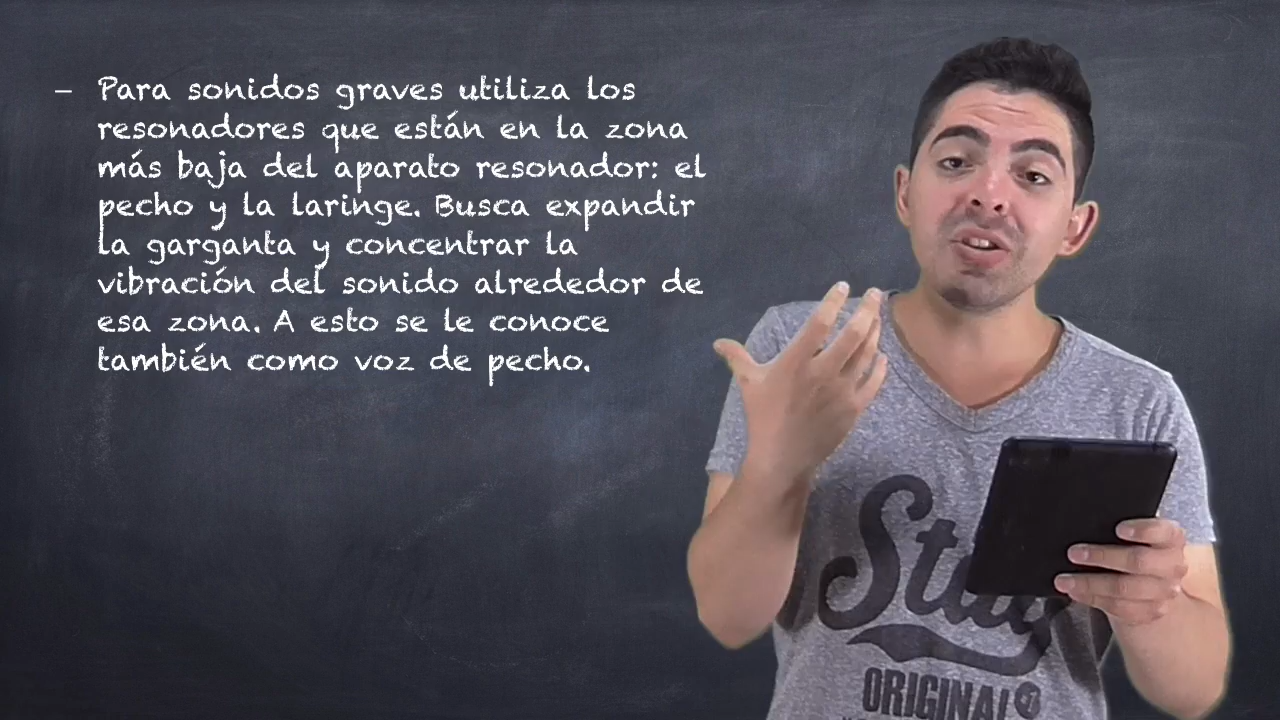 – Para sonidos graves utiliza los
resonadores que están en la zona
más baja del aparato resonador: el
pecho y la laringe. Busca expandir
la garganta y concentrar la
vibración del sonido alrededor de
esa zona. A esto se le conoce
también como voz de pecho.
ORIGINAL